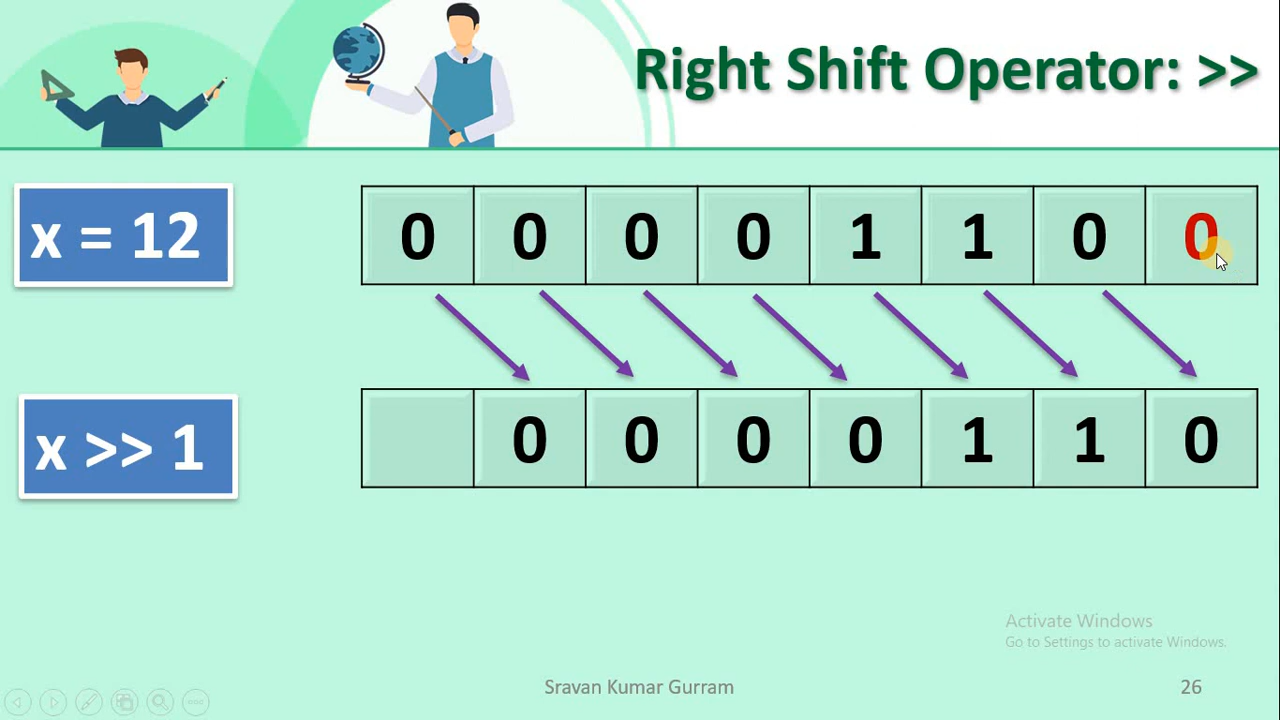 Right Shift Operator: >>
x = 12
0 0 0 0 1 1 0 0
x >> 1
0 0 0 0 1 1 0
Activate Windows
Go to Settings to activate Windows.
Sravan Kumar Gurram
26